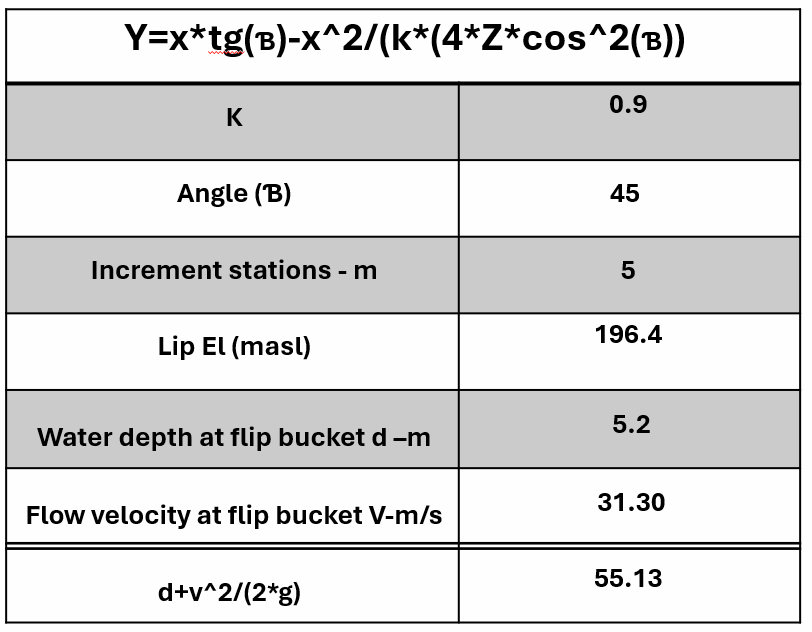 Y=x*tg(Ɓ)-x^2/(k*(4*Z*cos^2(Ɓ))
K 0.9
Angle (Ɓ) 45
Increment stations - m 5
Lip El (masl) 196.4
Water depth at flip bucket d –m 5.2
Flow velocity at flip bucket V-m/s 31.30
d+v^2/(2*g) 55.13